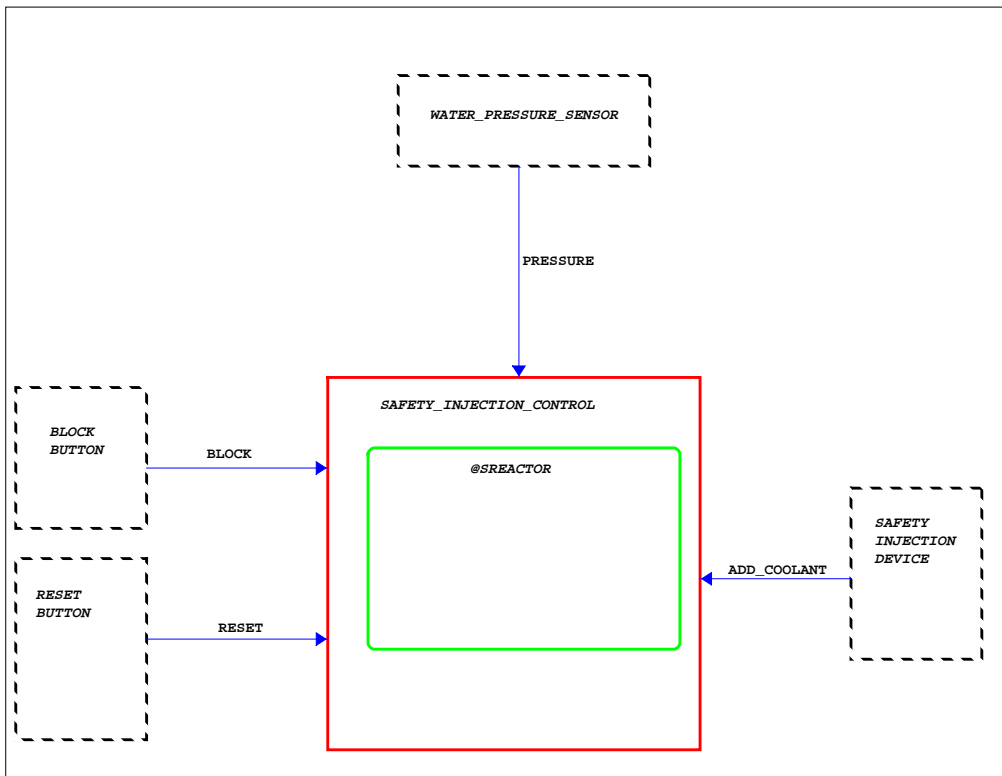 WATER_PRESSURE_SENSOR
PRESSURE
SAFETY_INJECTION_CONTROL
BLOCK
BUTTON
BLOCK
@SREACTOR
SAFETY
INJECTION
DEVICE
ADD_COOLANT
RESET
BUTTON
RESET